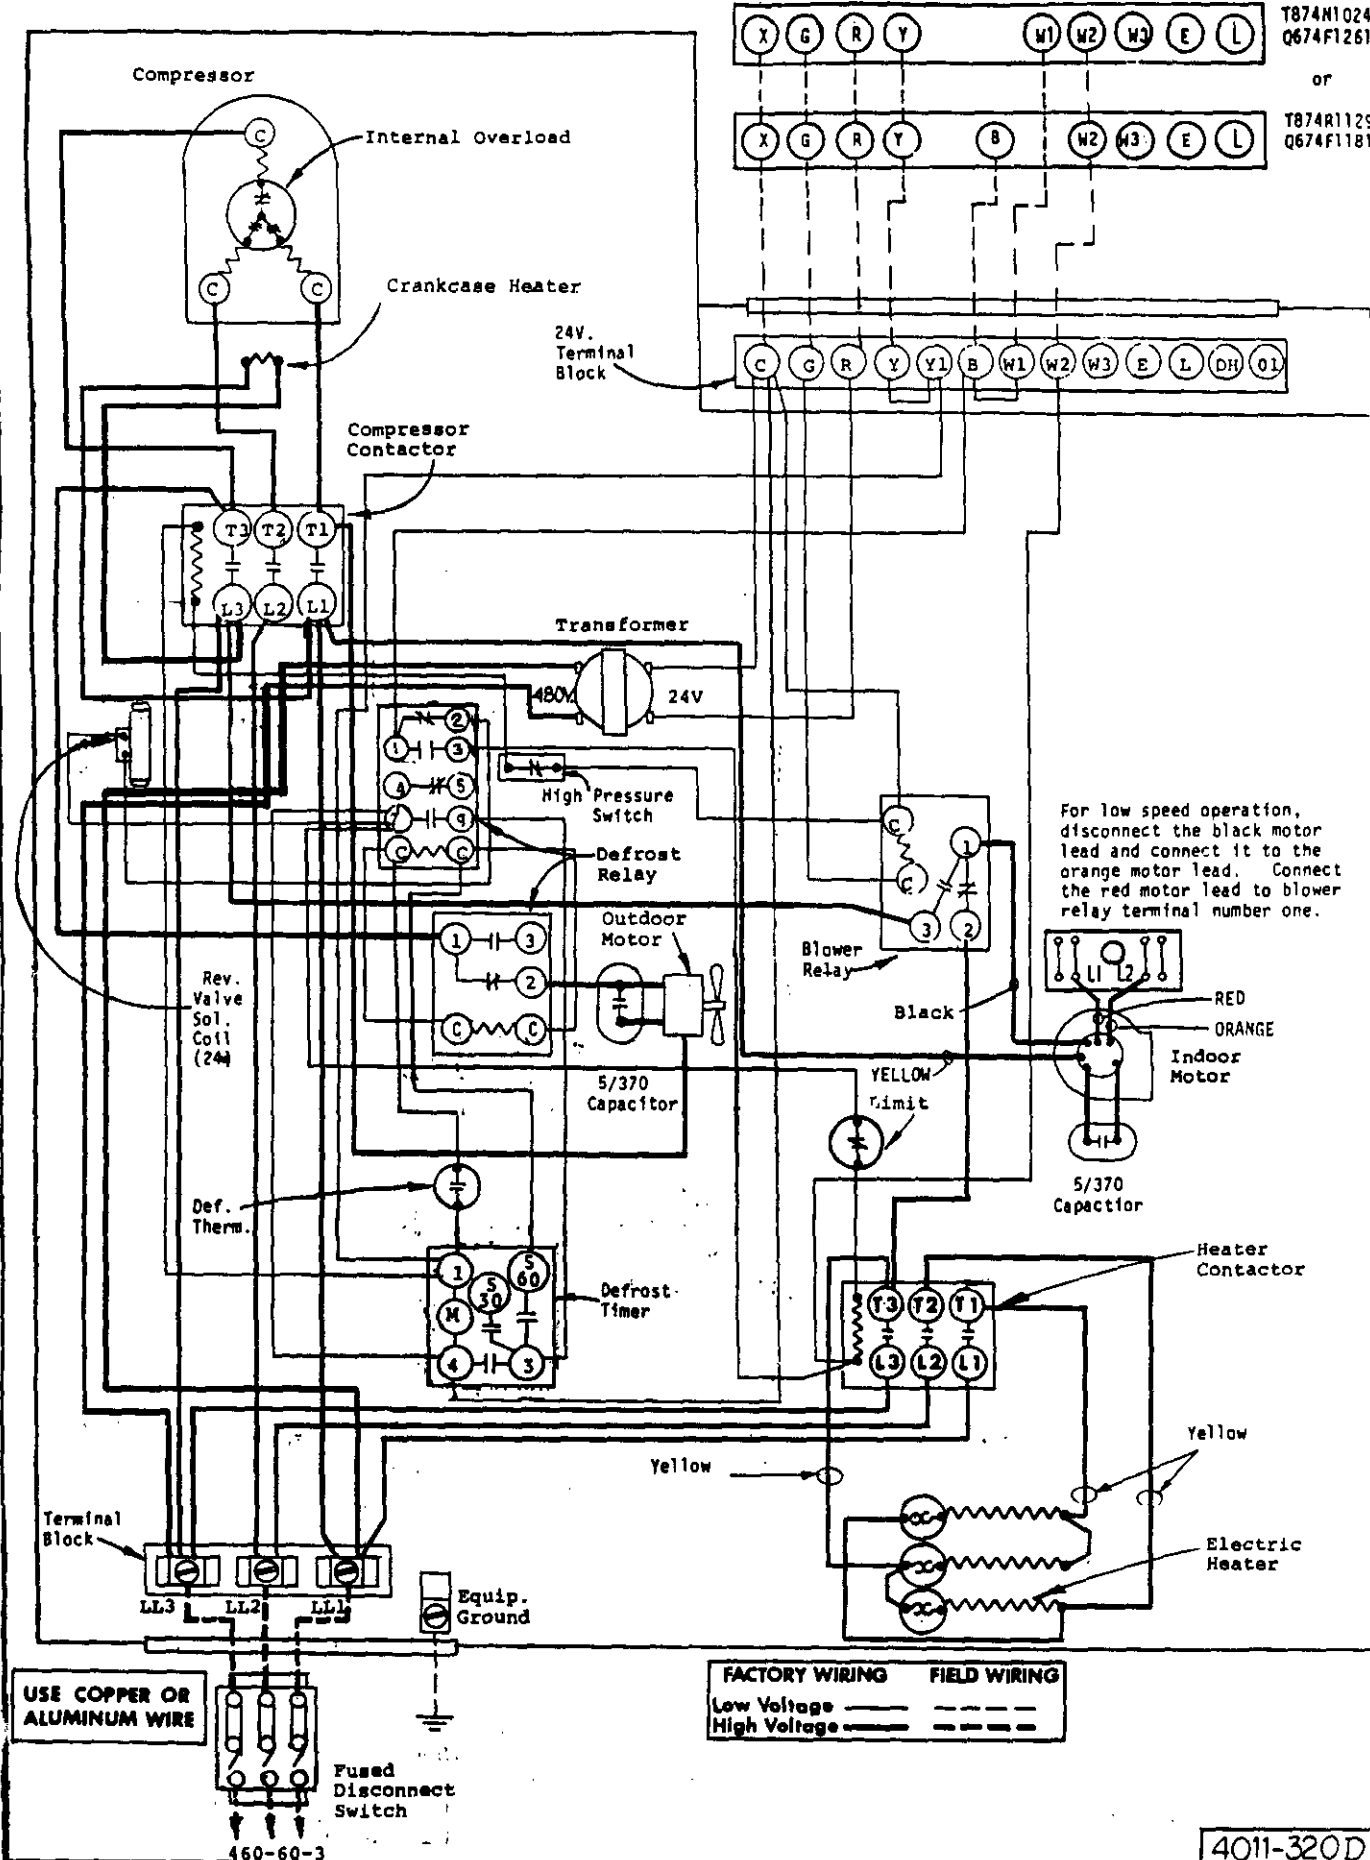 X G R Y W1 W2 W3 E L
T874N1024
Q674F1261
or
X G R Y B W2 W3 E L
T874R1129
Q674F1181
Compressor
C
Internal Overload
C C
Crankcase Heater
24V.
Terminal
Block
C G R Y Y1 B W1 W2 W3 E L DH 01
Compressor
Contactor
T3 T2 T1
L3 L2 L1
Transformer
480V. 24V
2
1 3
4 5
9
C C
High Pressure
Switch
Defrost
Relay
C
1
C
3 2
Blower
Relay
For low speed operation,
disconnect the black motor
lead and connect it to the
orange motor lead. Connect
the red motor lead to blower
relay terminal number one.
Outdoor
Motor
1 3
2
C C
Rev.
Valve
Sol.
Coil
L1 L2
Black
RED
ORANGE
Indoor
Motor
YELLOW
Limit
5/370
Capacitor
5/370
Capactior
Def.
Therm.
1 S 30 S 60
M
4 3
Defrost
Timer
Heater
Contactor
T3 T2 T1
L3 L2 L1
Yellow
Yellow
Electric
Heater
Terminal
Block
LL3 LL2 LL1
Equip.
Ground
USE COPPER OR
ALUMINUM WIRE
FACTORY WIRING FIELD WIRING
Low Voltage
High Voltage
Fused
Disconnect
Switch
460-60-3
4011-320D